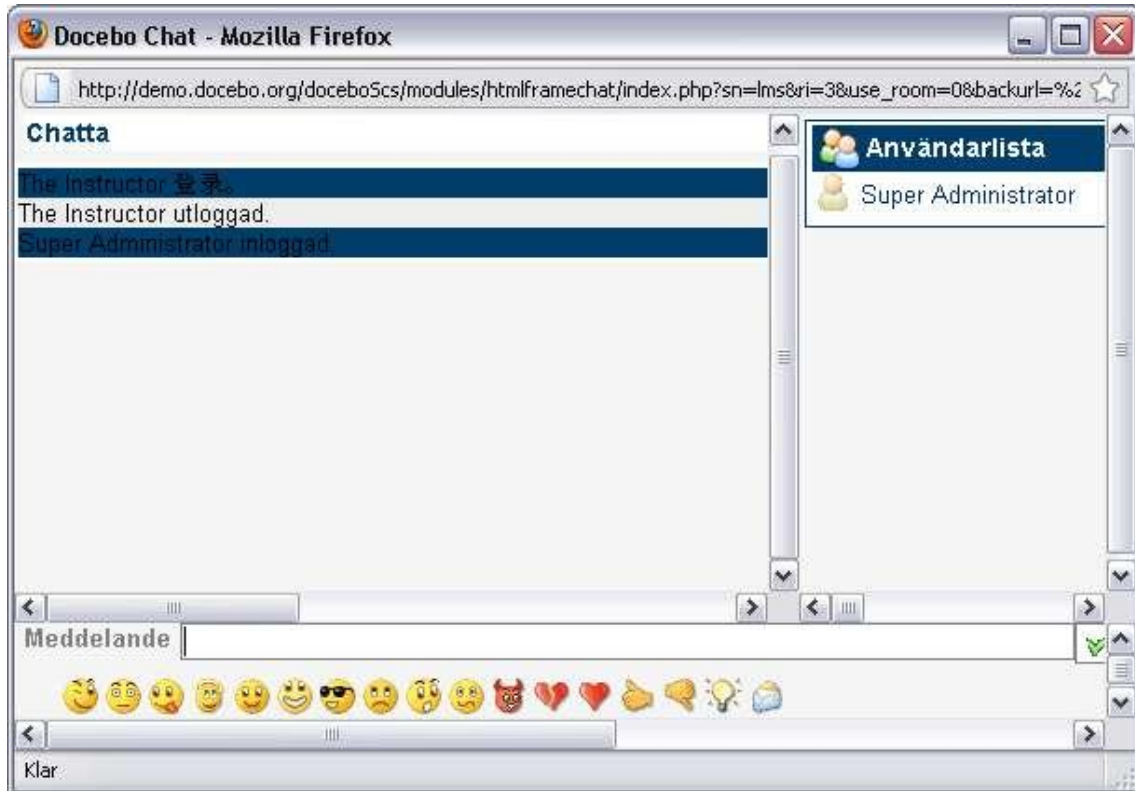 Docebo Chat - Mozilla Firefox
http://demo.docebo.org/docebo5cs/modules/htmlframechat/index.php?sn=lms&ri=3&use_room=0&backurl=%2
Chatta
The Instructor 登录。
The Instructor utloggad.
Super Administrator inloggad.
Användarlista
Super Administrator
Meddelande
Klar